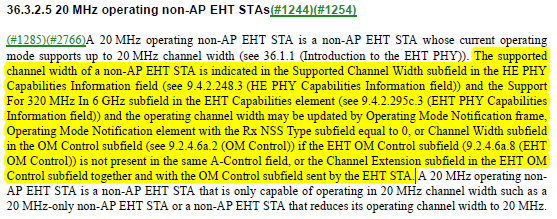 36.3.2.5 20 MHz operating non-AP EHT STAs(#1244)(#1254)
(#1285)(#2766)A 20 MHz operating non-AP EHT STA is a non-AP EHT STA whose current operating
mode supports up to 20 MHz channel width (see 36.1.1 (Introduction to the EHT PHY)). The supported
channel width of a non-AP EHT STA is indicated in the Supported Channel Width subfield in the HE PHY
Capabilities Information field (see 9.4.2.248.3 (HE PHY Capabilities Information field)) and the Support
For 320 MHz In 6 GHz subfield in the EHT Capabilities element (see 9.4.2.295c.3 (EHT PHY Capabilities
Information field)) and the operating channel width may be updated by Operating Mode Notification frame,
Operating Mode Notification element with the Rx NSS Type subfield equal to 0, or Channel Width subfield
in the OM Control subfield (see 9.2.4.6a.2 (OM Control)) if the EHT OM Control subfield (9.2.4.6a.8 (EHT
OM Control)) is not present in the same A-Control field, or the Channel Extension subfield in the EHT OM
Control subfield together and with the OM Control subfield sent by the EHT STA. A 20 MHz operating non-
AP EHT STA is a non-AP EHT STA that is only capable of operating in 20 MHz channel width such as a
20 MHz-only non-AP EHT STA or a non-AP EHT STA that reduces its operating channel width to 20 MHz.